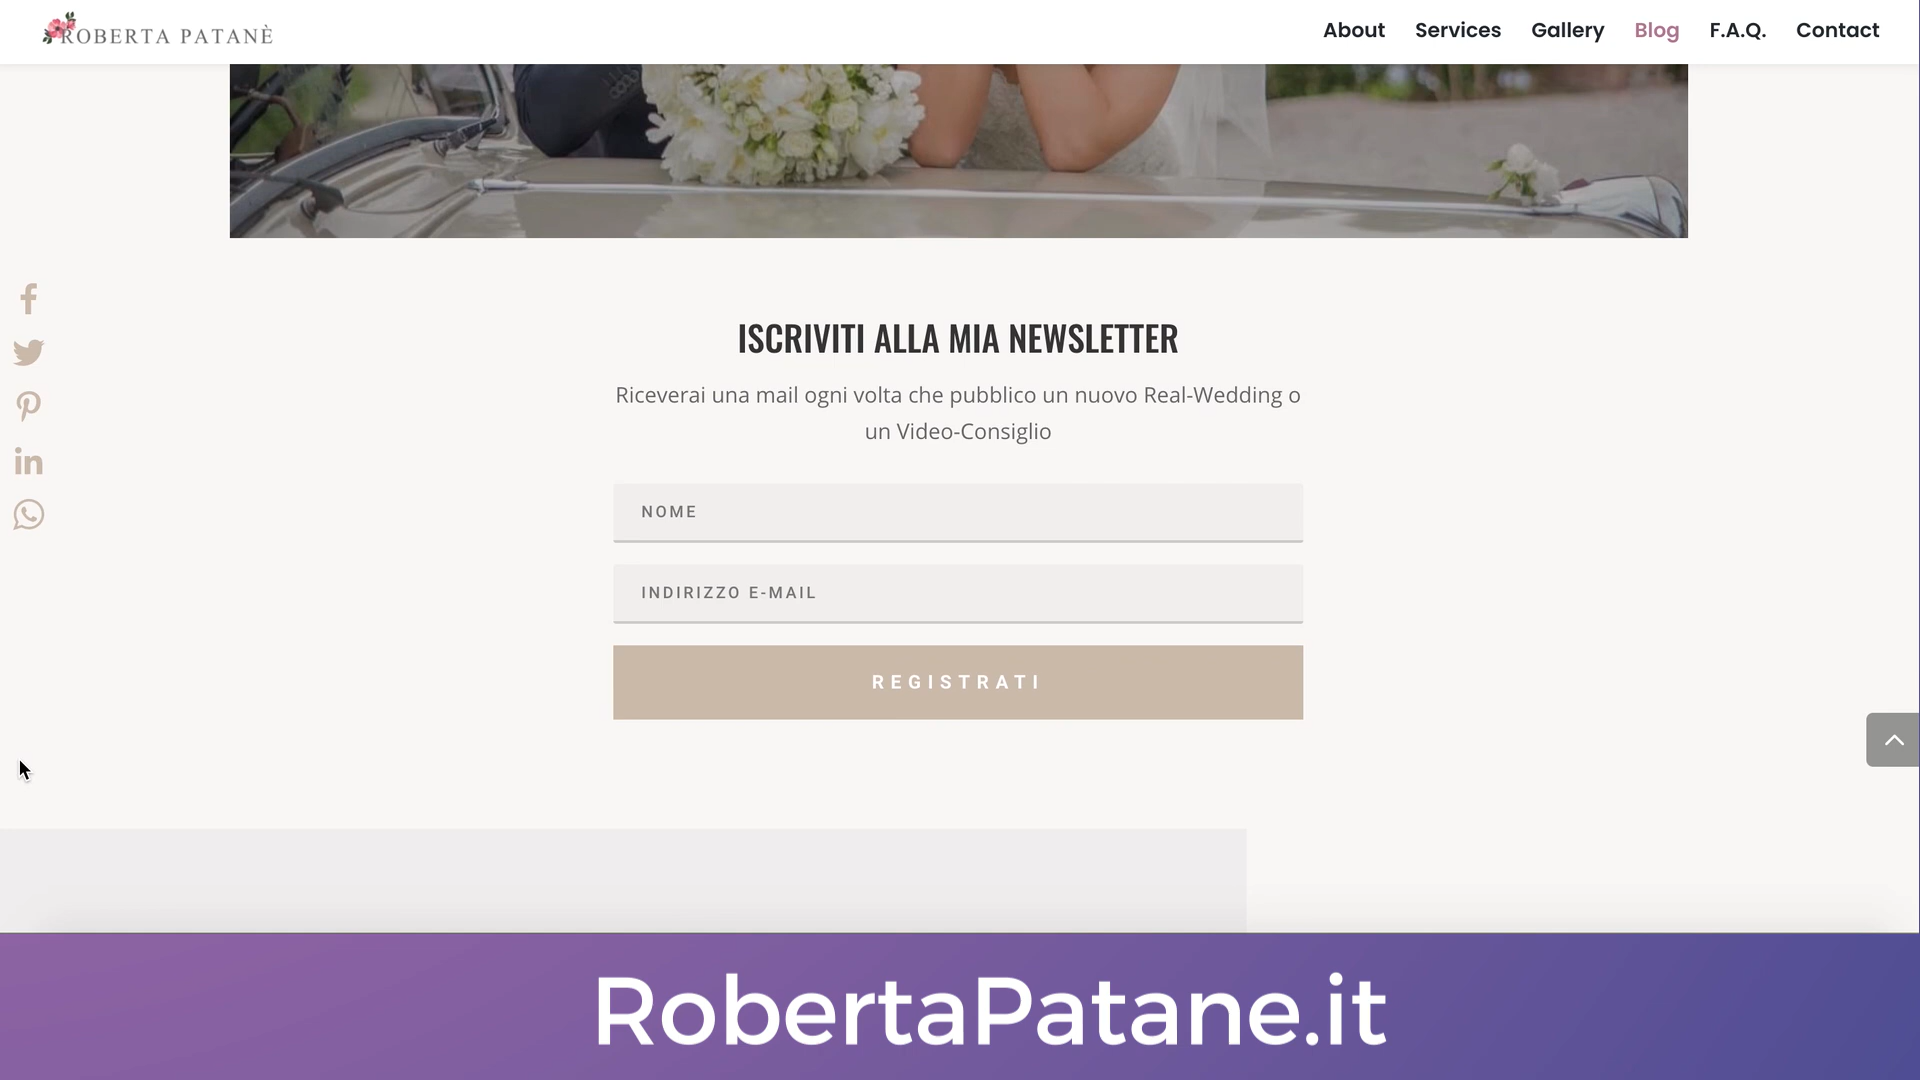 ROBERTA PATANÈ
About Services Gallery Blog F.A.Q. Contact
ISCRIVITI ALLA MIA NEWSLETTER
Riceverai una mail ogni volta che pubblico un nuovo Real-Wedding o
un Video-Consiglio
NOME
INDIRIZZO E-MAIL
REGISTRATI
RobertaPatane.it